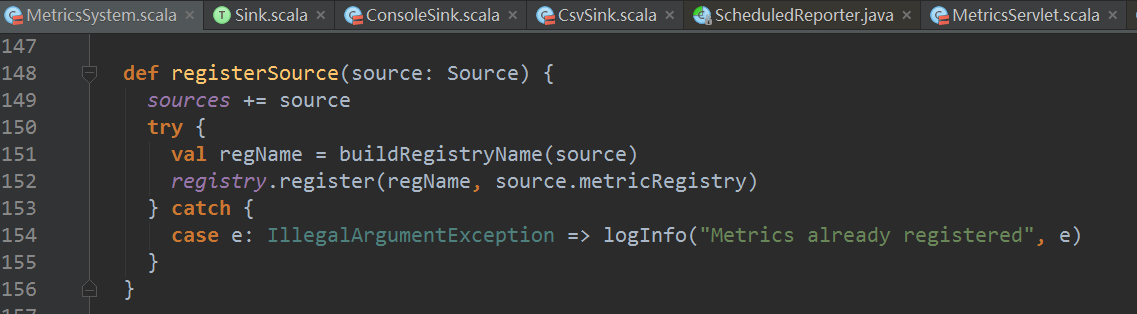 MetricsSystem.scala × Sink.scala × ConsoleSink.scala × CsvSink.scala × ScheduledReporter.java × MetricsServlet.scala ×
147
148 def registerSource(source: Source) {
149 sources += source
150 try {
151 val regName = buildRegistryName(source)
152 registry.register(regName, source.metricRegistry)
153 } catch {
154 case e: IllegalArgumentException => logInfo("Metrics already registered", e)
155 }
156 }